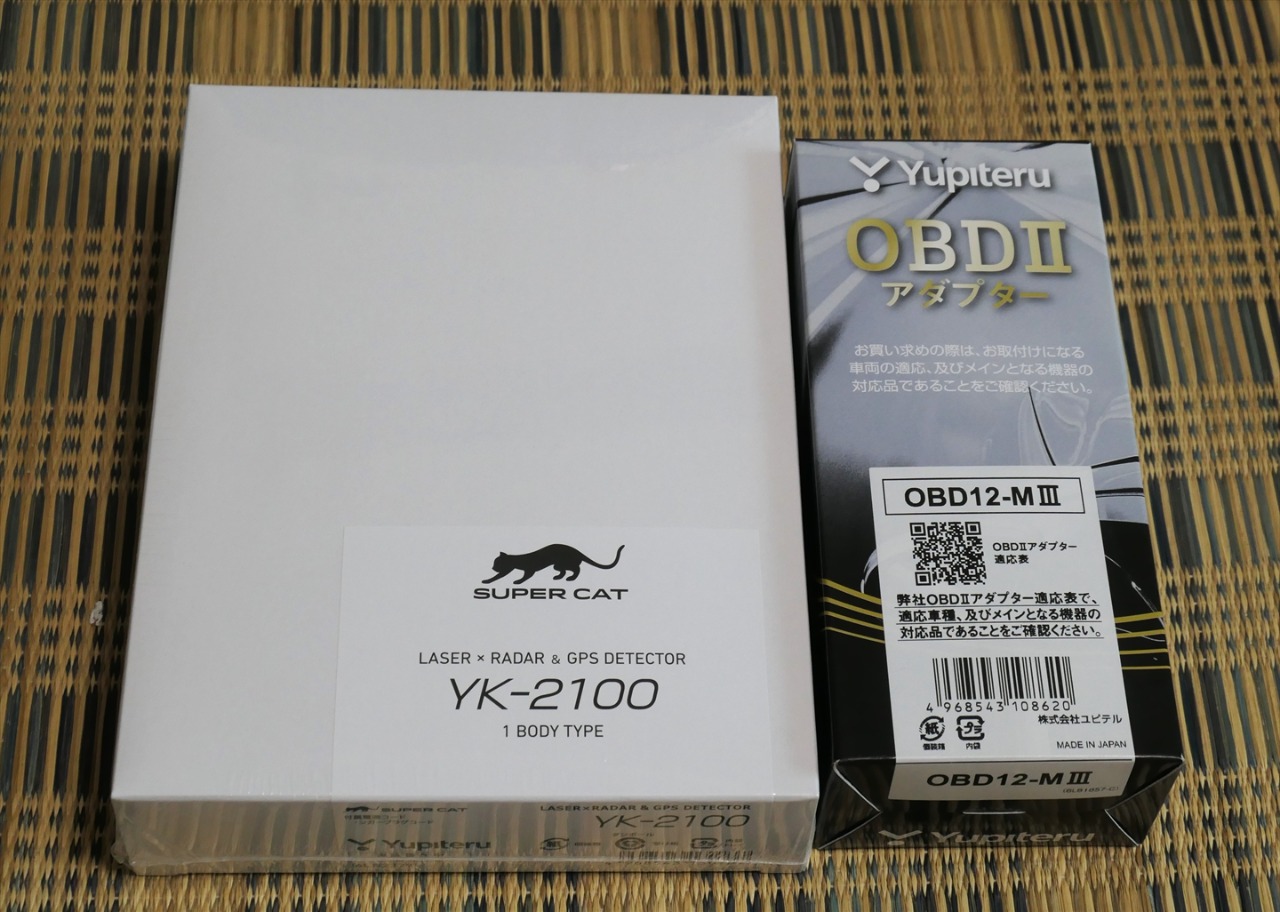 SUPER CAT
LASER × RADAR & GPS DETECTOR
YK-2100
1 BODY TYPE
SUPER CAT
LASER×RADAR & GPS DETECTOR
YK-2100
Yupiteru
Yupiteru
OBDⅡ
アダプター
お買い求めの際は、お取付けになる
車両の適応、及びメインとなる機器の
対応品であることをご確認ください。
OBD12-MⅢ
OBDⅡアダプター
適応表
弊社OBDⅡアダプター適応表で、
適応車種、及びメインとなる機器の
対応品であることをご確認ください。
4 968543 108620
株式会社ユピテル
紙
プラ
個装箱
内袋
MADE IN JAPAN
OBD12-MⅢ
Yupiteru